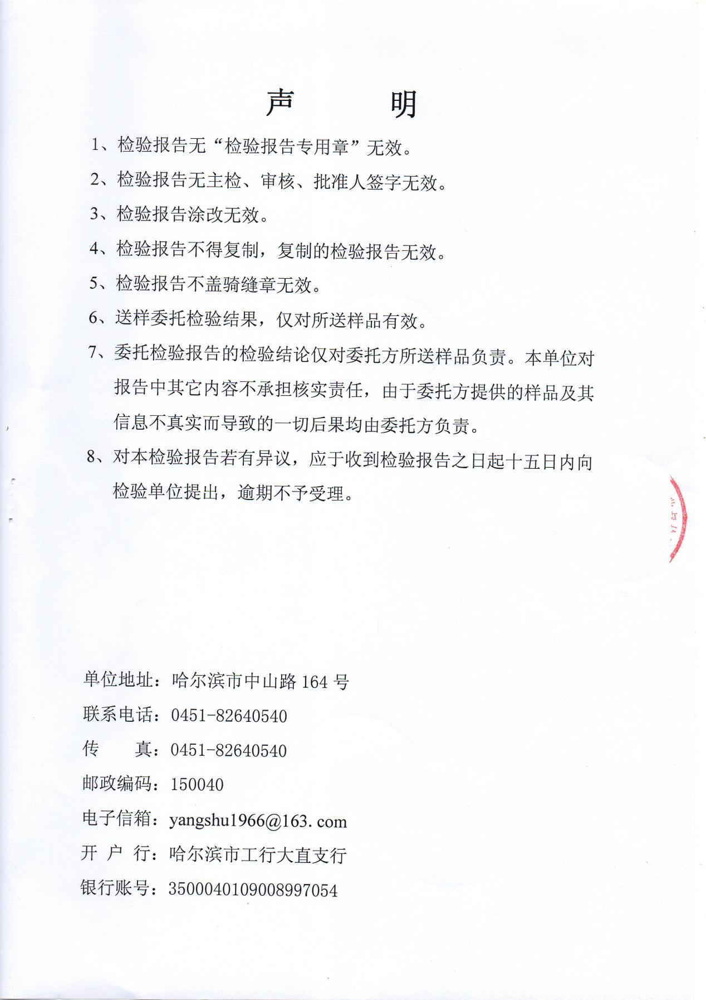 声 明
1、检验报告无“检验报告专用章”无效。
2、检验报告无主检、审核、批准人签字无效。
3、检验报告涂改无效。
4、检验报告不得复制，复制的检验报告无效。
5、检验报告不盖骑缝章无效。
6、送样委托检验结果，仅对所送样品有效。
7、委托检验报告的检验结论仅对委托方所送样品负责。本单位对
报告中其它内容不承担核实责任，由于委托方提供的样品及其
信息不真实而导致的一切后果均由委托方负责。
8、对本检验报告若有异议，应于收到检验报告之日起十五日内向
检验单位提出，逾期不予受理。
单位地址：哈尔滨市中山路 164 号
联系电话：0451-82640540
传 真：0451-82640540
邮政编码：150040
电子信箱：yangshu1966@163. com
开 户 行：哈尔滨市工行大直支行
银行账号：3500040109008997054